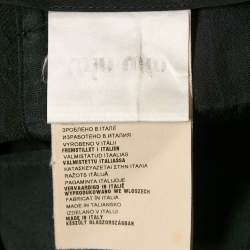 ЗРОБЛЕНО В ІТАЛІЇ
ИЗРАБОТЕНО В ИТАЛИЯ
VYROBENO V ITÁLII
FREMSTILLET I ITALIEN
VALMISTATUD ITAALIAS
VALMISTETTU ITALIASSA
ΚΑΤΑΣΚΕΥΑΖΕΤΑΙ ΣΤΗΝ ΙΤΑΛΙΑ
RAŽOTS ITĀLIJĀ
PAGAMINTA ITALIJOJE
VERVAARDIGD IN ITALIË
WYPRODUKOWANO WE WŁOSZECH
FABRICAT ÎN ITALIA
MADE IN TALIANSKO
IZDELANO V ITALIJI
MADE IN ITALY
KÉSZÜLT OLASZORSZÁGBAN